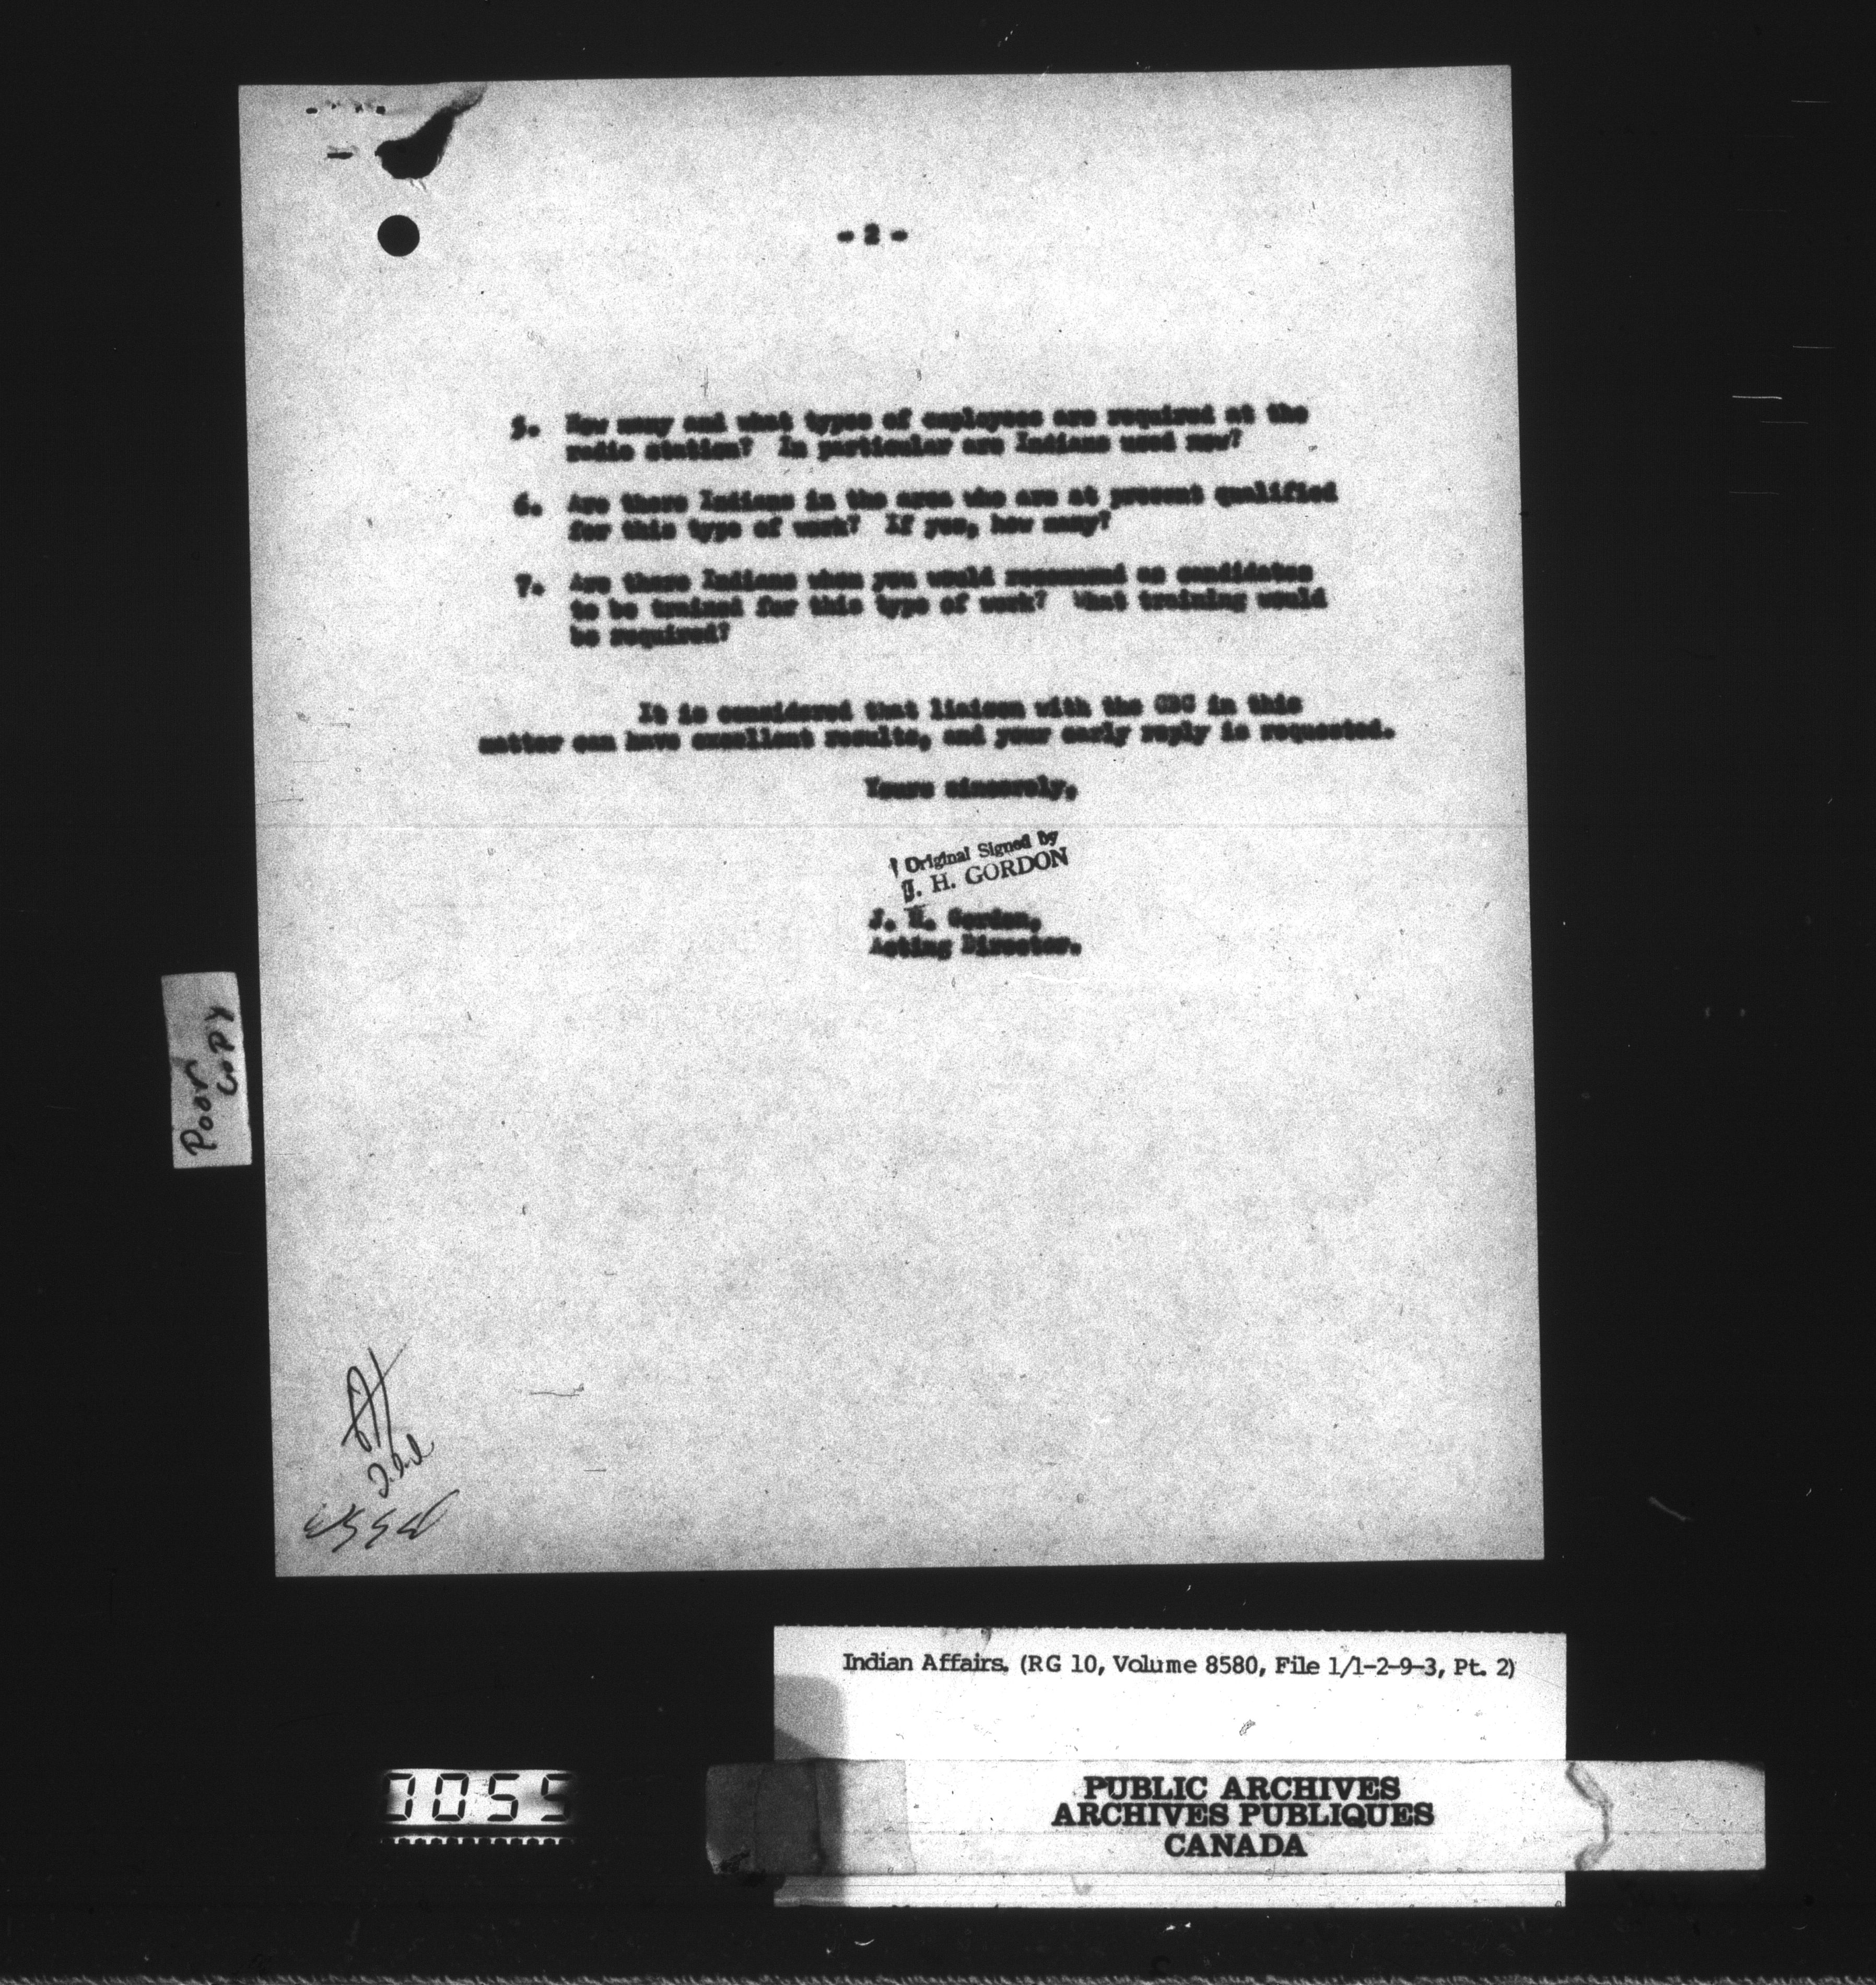 - 2 -
5. How many and what types of employees are required at the
radio station? In particular are Indians used now?
6. Are there Indians in the area who are at present qualified
for this type of work? If yes, how many?
7. Are there Indians whom you would recommend as candidates
to be trained for this type of work? What training would
be required?
It is considered that liaison with the CBC in this
matter can have excellent results, and your early reply is requested.
Yours sincerely,
Original Signed by
J. H. GORDON
J. H. Gordon,
Acting Director.
Poor
Copy
Indian Affairs. (RG 10, Volume 8580, File 1/1-2-9-3, Pt. 2)
1055
PUBLIC ARCHIVES
ARCHIVES PUBLIQUES
CANADA